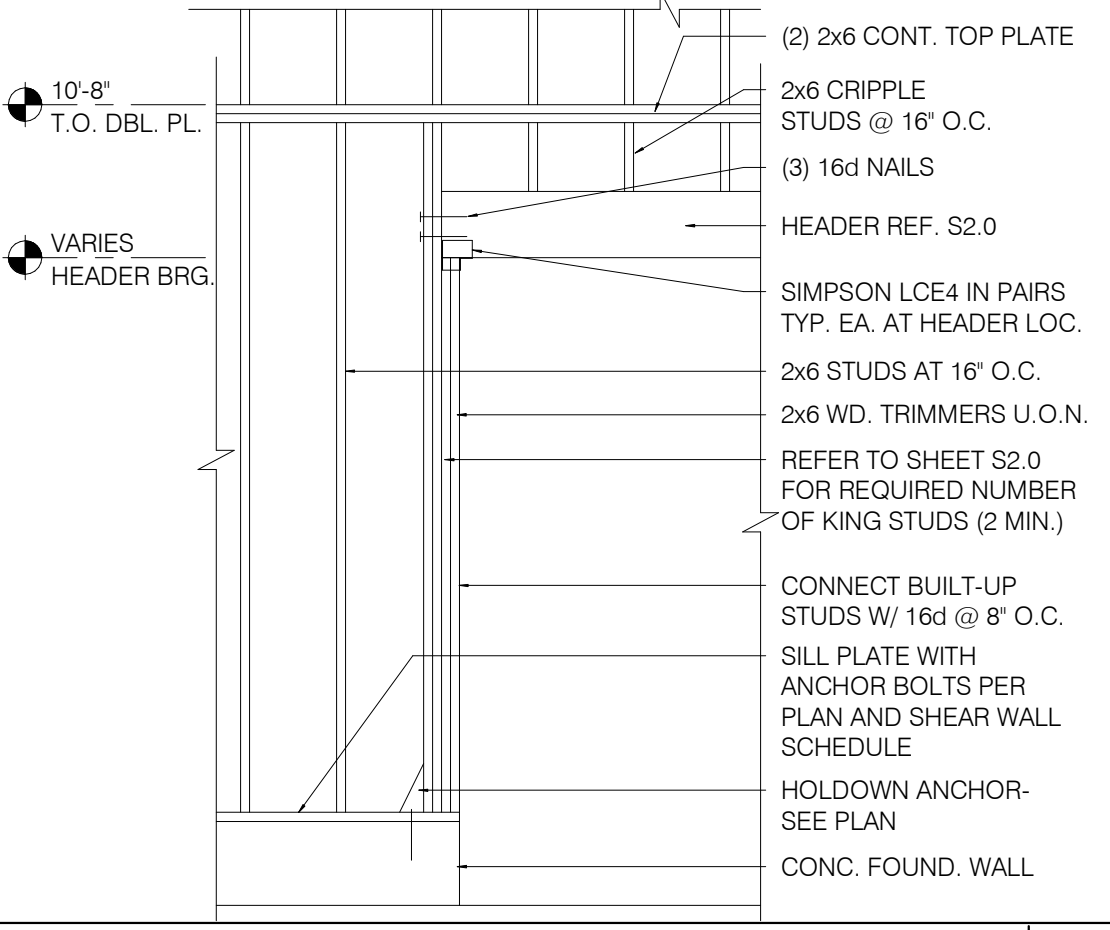 10'-8"
T.O. DBL. PL.
VARIES
HEADER BRG.
(2) 2x6 CONT. TOP PLATE
2x6 CRIPPLE
STUDS @ 16" O.C.
(3) 16d NAILS
HEADER REF. S2.0
SIMPSON LCE4 IN PAIRS
TYP. EA. AT HEADER LOC.
2x6 STUDS AT 16" O.C.
2x6 WD. TRIMMERS U.O.N.
REFER TO SHEET S2.0
FOR REQUIRED NUMBER
OF KING STUDS (2 MIN.)
CONNECT BUILT-UP
STUDS W/ 16d @ 8" O.C.
SILL PLATE WITH
ANCHOR BOLTS PER
PLAN AND SHEAR WALL
SCHEDULE
HOLDOWN ANCHOR-
SEE PLAN
CONC. FOUND. WALL